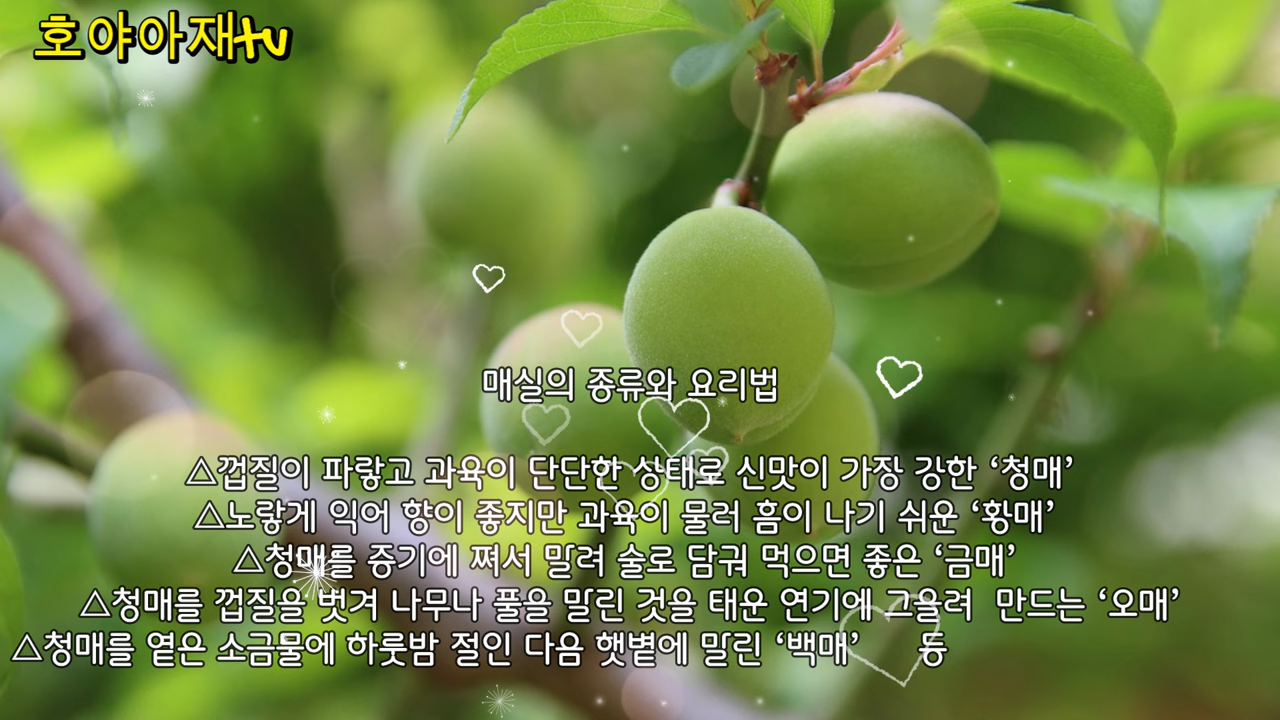 호야아재tv
매실의 종류와 요리법
△껍질이 파랗고 과육이 단단한 상태로 신맛이 가장 강한 ‘청매’
△노랗게 익어 향이 좋지만 과육이 물러 흠이 나기 쉬운 ‘황매’
△청매를 증기에 쪄서 말려 술로 담궈 먹으면 좋은 ‘금매’
△청매를 껍질을 벗겨 나무나 풀을 말린 것을 태운 연기에 그을려 만드는 ‘오매’
△청매를 옅은 소금물에 하룻밤 절인 다음 햇볕에 말린 ‘백매’ 등